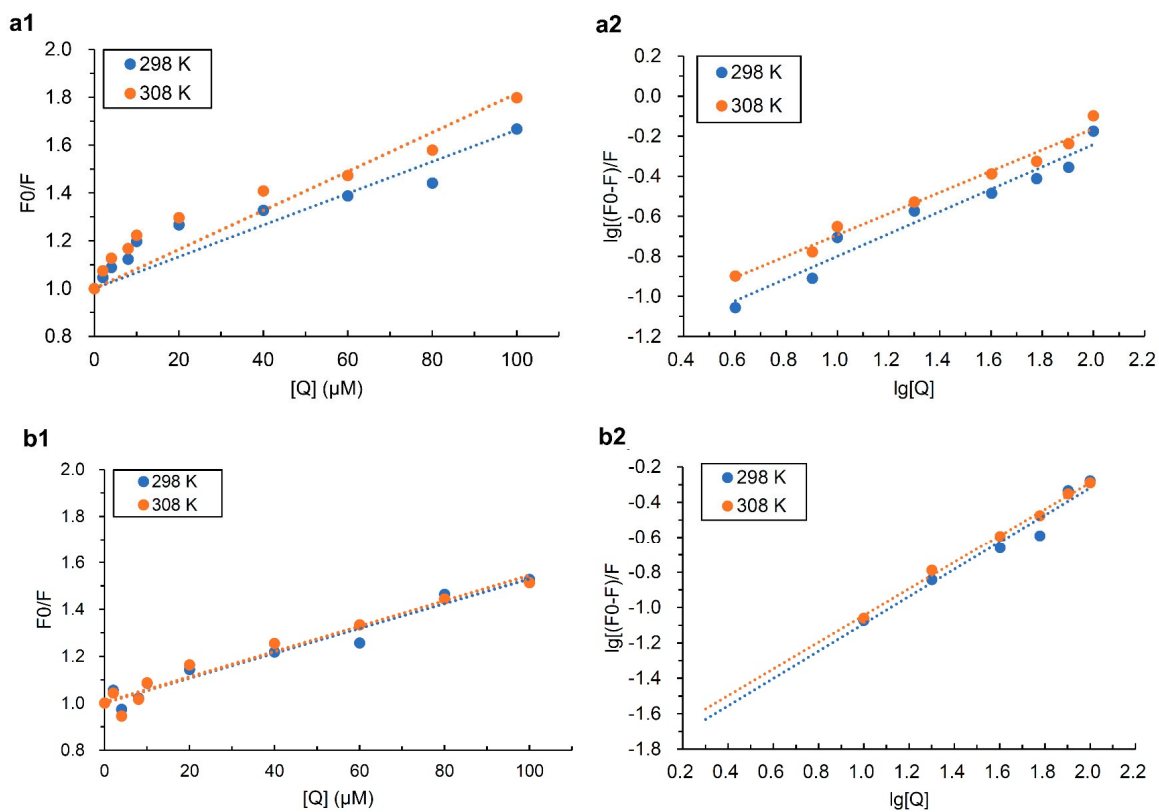 a1
2.0
1.8
1.6
1.4
1.2
1.0
0.8
F0/F
298 K
308 K
0 20 40 60 80 100
[Q] (µM)
a2
0.2
0.0
-0.2
-0.4
-0.6
-0.8
-1.0
-1.2
lg[(F0-F)/F
298 K
308 K
0.4 0.6 0.8 1.0 1.2 1.4 1.6 1.8 2.0 2.2
lg[Q]
b1
2.0
1.8
1.6
1.4
1.2
1.0
0.8
F0/F
298 K
308 K
0 20 40 60 80 100
[Q] (µM)
b2
-0.2
-0.4
-0.6
-0.8
-1.0
-1.2
-1.4
-1.6
-1.8
lg[(F0-F)/F
298 K
308 K
0.2 0.4 0.6 0.8 1.0 1.2 1.4 1.6 1.8 2.0 2.2
lg[Q]